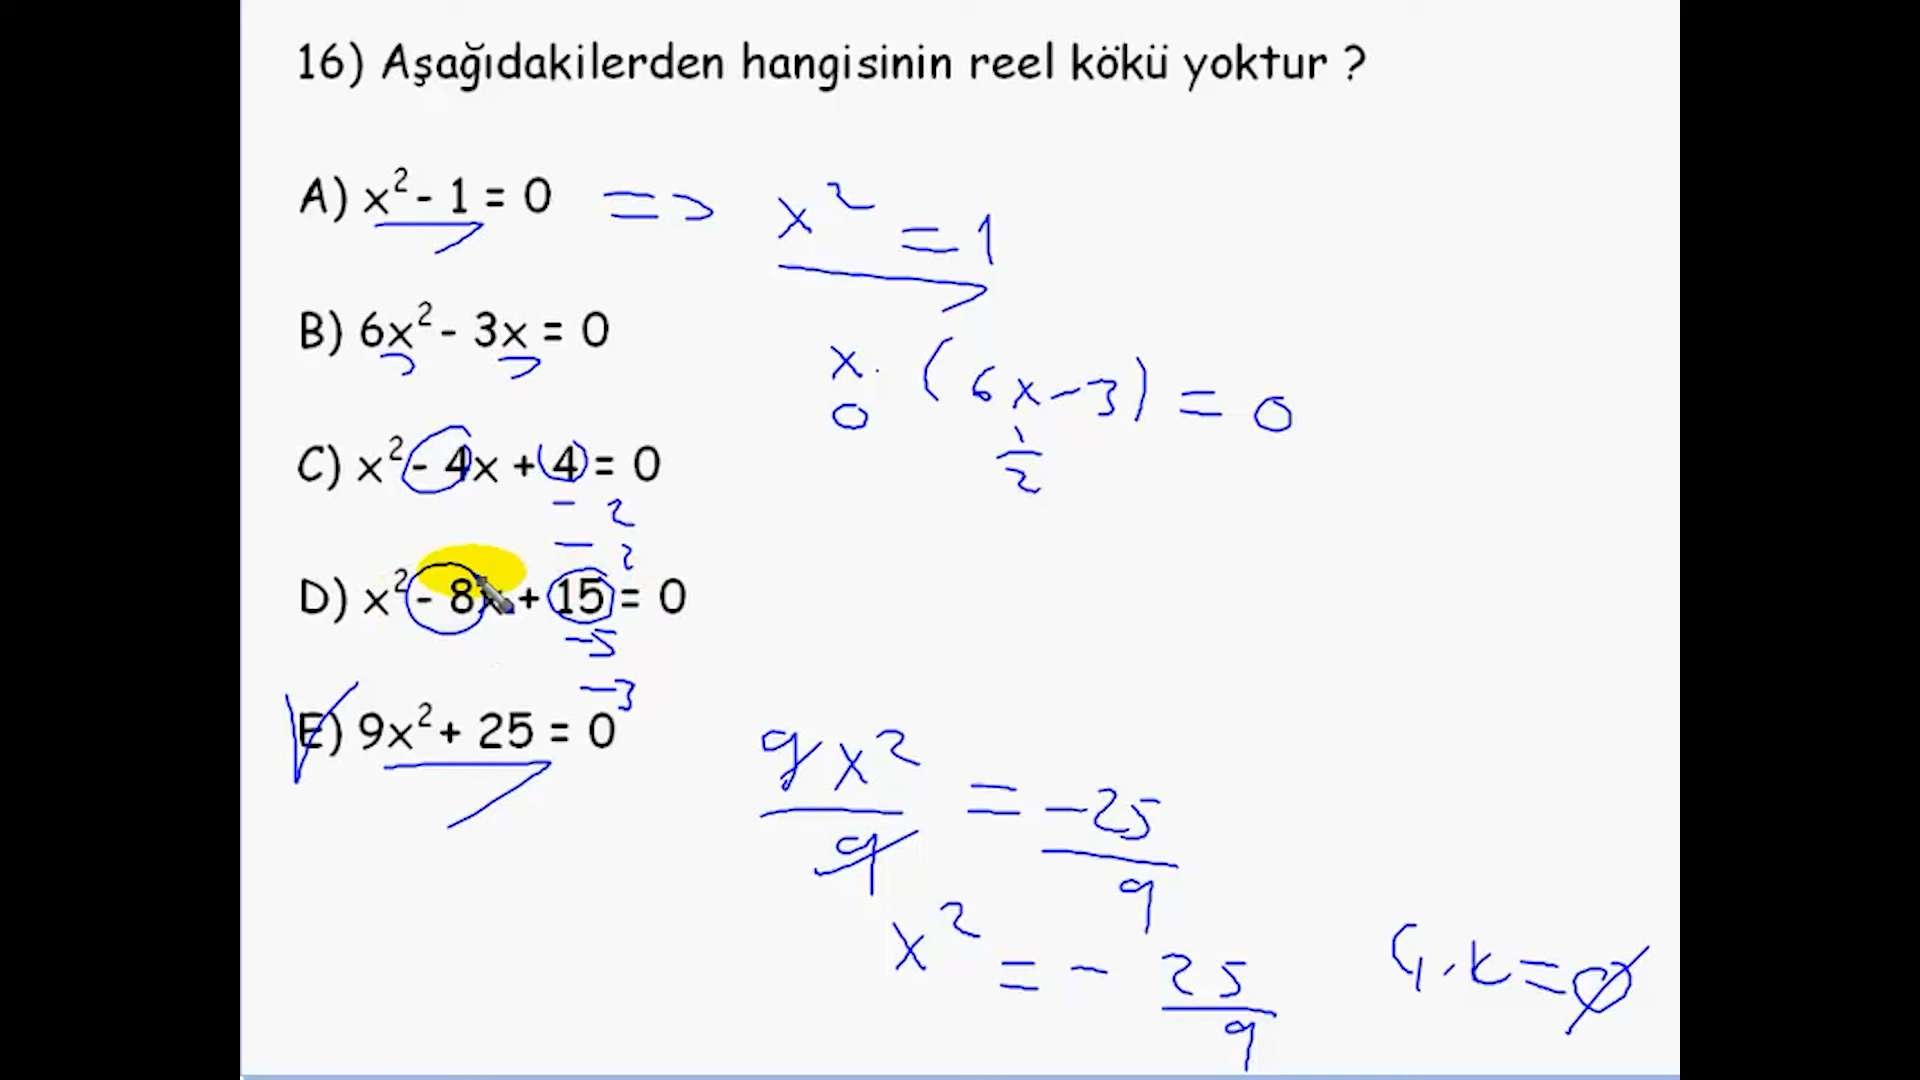 16) Aşağıdakilerden hangisinin reel kökü yoktur ?
A) x² - 1 = 0 => x² = 1
B) 6x² - 3x = 0
x . (6x - 3) = 0
0 1/2
C) x² - 4x + 4 = 0
- 2
- 2
D) x² - 8x + 15 = 0
-5
-3
E) 9x² + 25 = 0
9x²/9 = -25/9
x² = - 25/9
Ç.K = ∅